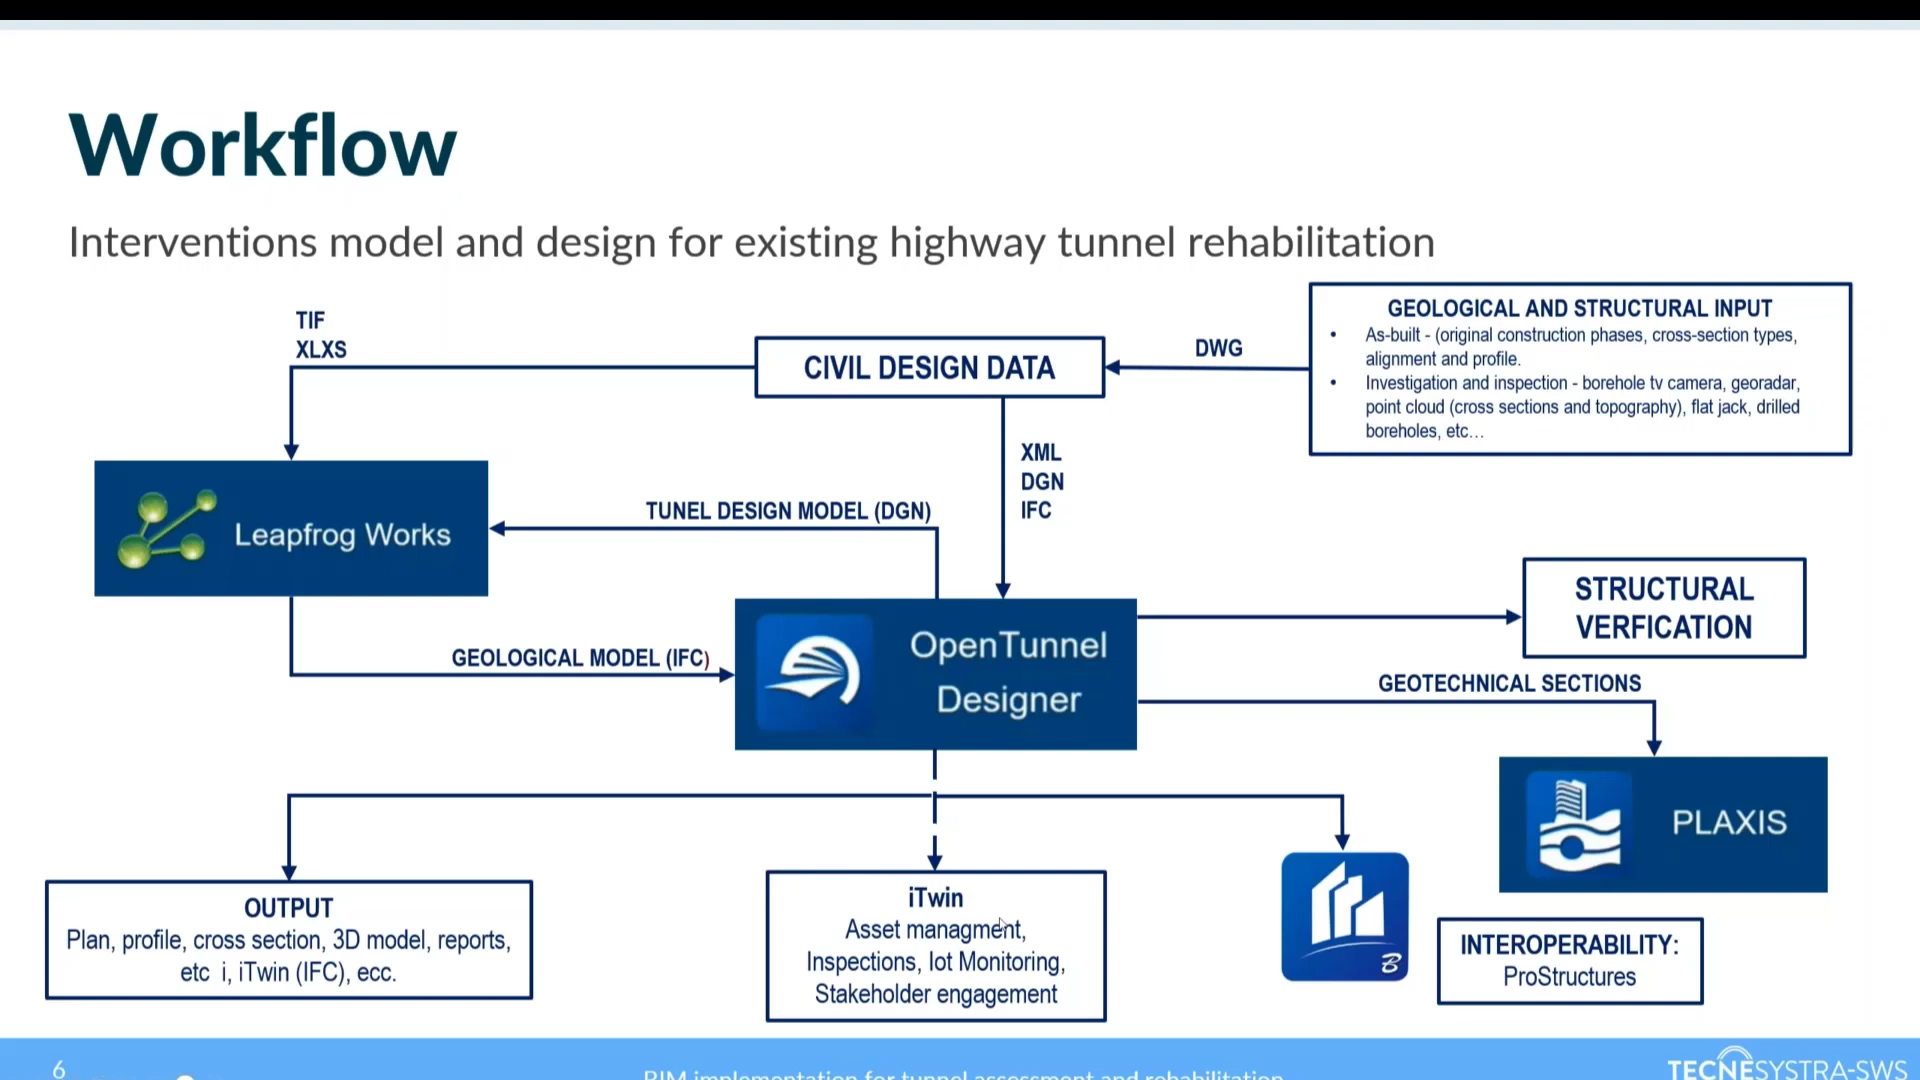 Workflow
Interventions model and design for existing highway tunnel rehabilitation
TIF
XLXS
CIVIL DESIGN DATA
DWG
GEOLOGICAL AND STRUCTURAL INPUT
• As-built - (original construction phases, cross-section types,
alignment and profile.
• Investigation and inspection - borehole tv camera, georadar,
point cloud (cross sections and topography), flat jack, drilled
boreholes, etc...
XML
DGN
IFC
Leapfrog Works
TUNEL DESIGN MODEL (DGN)
GEOLOGICAL MODEL (IFC)
OpenTunnel
Designer
STRUCTURAL
VERFICATION
GEOTECHNICAL SECTIONS
PLAXIS
OUTPUT
Plan, profile, cross section, 3D model, reports,
etc i, iTwin (IFC), ecc.
iTwin
Asset managment,
Inspections, Iot Monitoring,
Stakeholder engagement
B
INTEROPERABILITY:
ProStructures
6
BIM implementation for tunnel assessment and rehabilitation
TECNESYSTRA-SWS